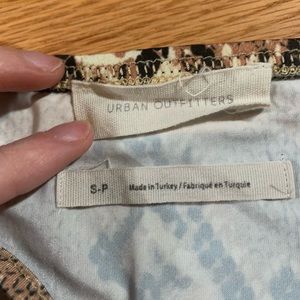 URBAN OUTFITTERS
S-P Made in Turkey / Fabriqué en Turquie